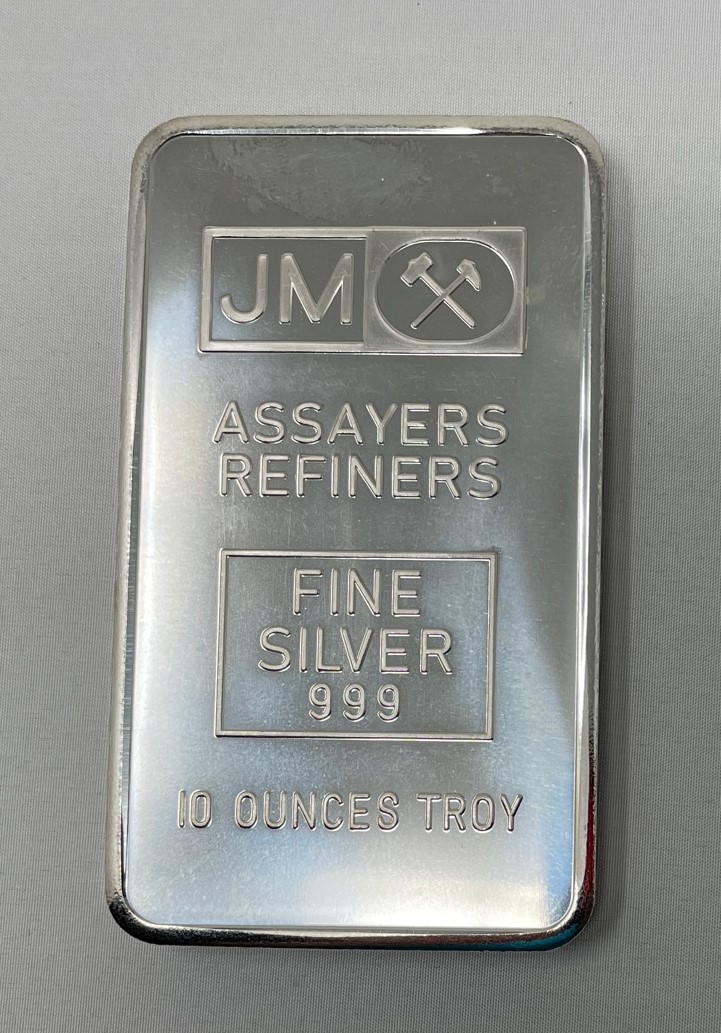 JM
ASSAYERS
REFINERS
FINE
SILVER
999
10 OUNCES TROY